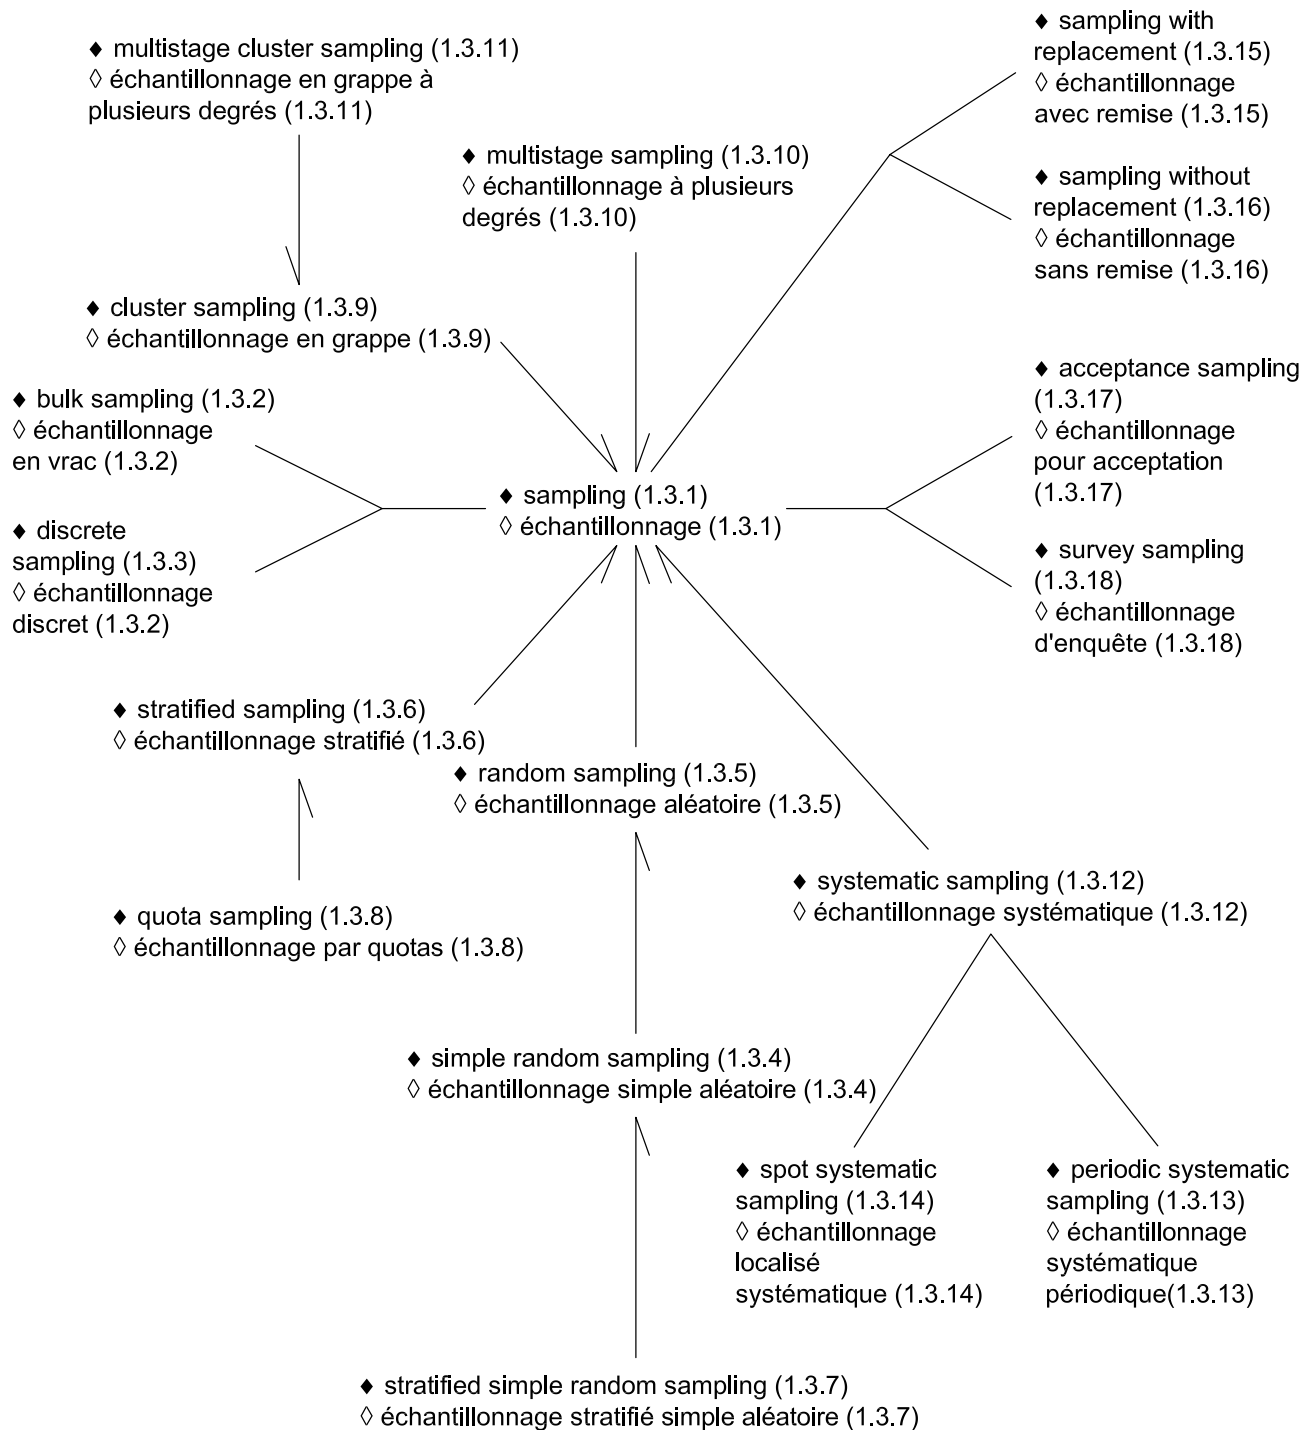 ♦ multistage cluster sampling (1.3.11)
◊ échantillonnage en grappe à
plusieurs degrés (1.3.11)
♦ multistage sampling (1.3.10)
◊ échantillonnage à plusieurs
degrés (1.3.10)
♦ sampling with
replacement (1.3.15)
◊ échantillonnage
avec remise (1.3.15)
♦ sampling without
replacement (1.3.16)
◊ échantillonnage
sans remise (1.3.16)
♦ cluster sampling (1.3.9)
◊ échantillonnage en grappe (1.3.9)
♦ bulk sampling (1.3.2)
◊ échantillonnage
en vrac (1.3.2)
♦ discrete
sampling (1.3.3)
◊ échantillonnage
discret (1.3.2)
♦ sampling (1.3.1)
◊ échantillonnage (1.3.1)
♦ acceptance sampling
(1.3.17)
◊ échantillonnage
pour acceptation
(1.3.17)
♦ survey sampling
(1.3.18)
◊ échantillonnage
d'enquête (1.3.18)
♦ stratified sampling (1.3.6)
◊ échantillonnage stratifié (1.3.6)
♦ random sampling (1.3.5)
◊ échantillonnage aléatoire (1.3.5)
♦ quota sampling (1.3.8)
◊ échantillonnage par quotas (1.3.8)
♦ systematic sampling (1.3.12)
◊ échantillonnage systématique (1.3.12)
♦ simple random sampling (1.3.4)
◊ échantillonnage simple aléatoire (1.3.4)
♦ spot systematic
sampling (1.3.14)
◊ échantillonnage
localisé
systématique (1.3.14)
♦ periodic systematic
sampling (1.3.13)
◊ échantillonnage
systématique
périodique(1.3.13)
♦ stratified simple random sampling (1.3.7)
◊ échantillonnage stratifié simple aléatoire (1.3.7)